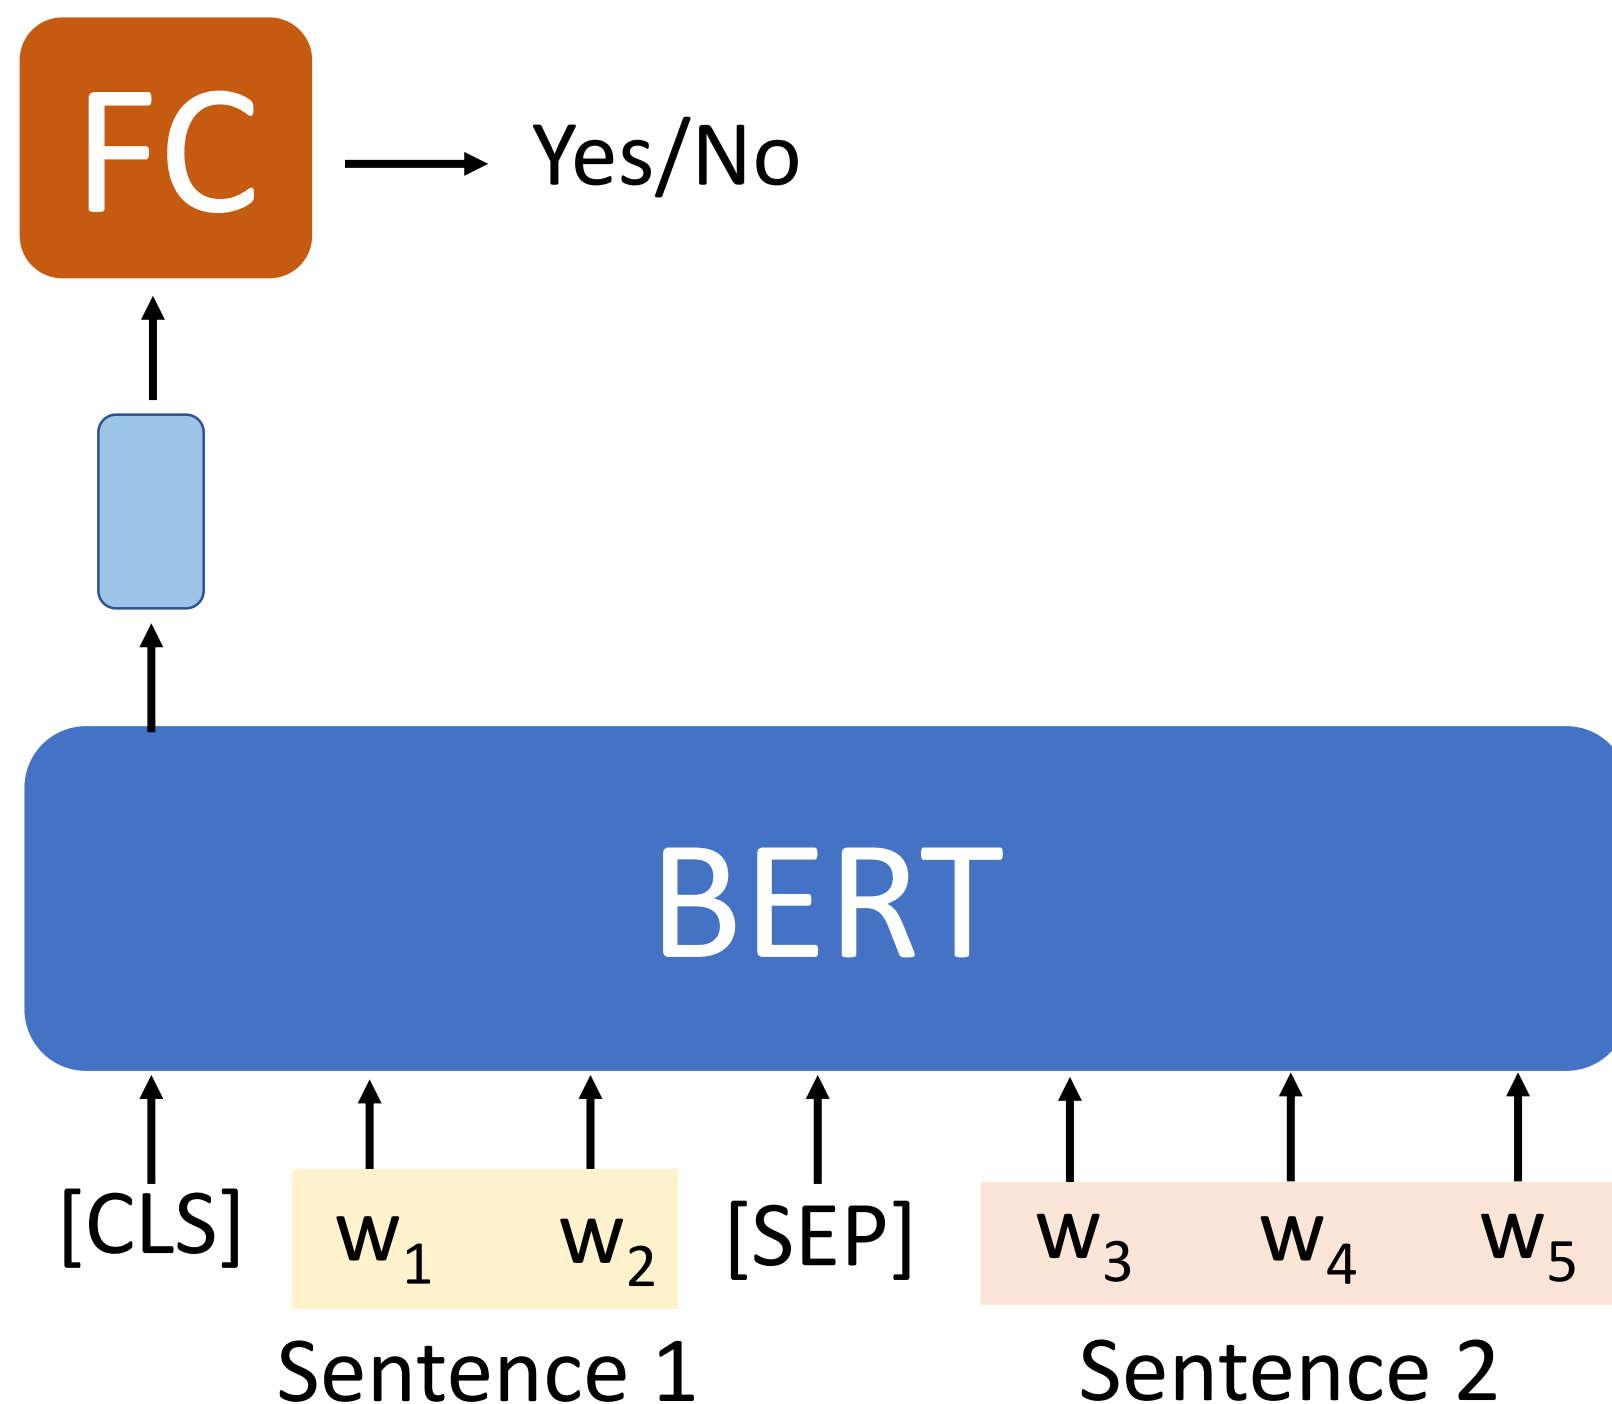 FC
Yes/No
BERT
[CLS] w₁ w₂ [SEP] w₃ w₄ w₅
Sentence 1 Sentence 2